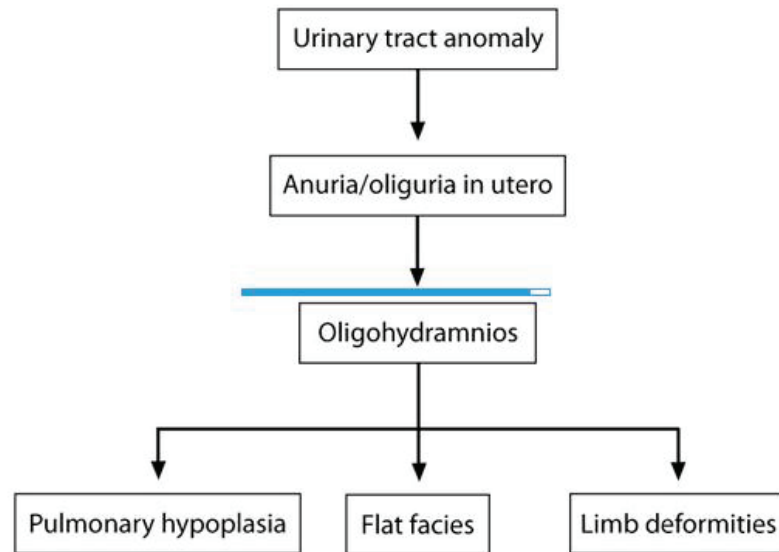 Urinary tract anomaly
Anuria/oliguria in utero
Oligohydramnios
Pulmonary hypoplasia
Flat facies
Limb deformities